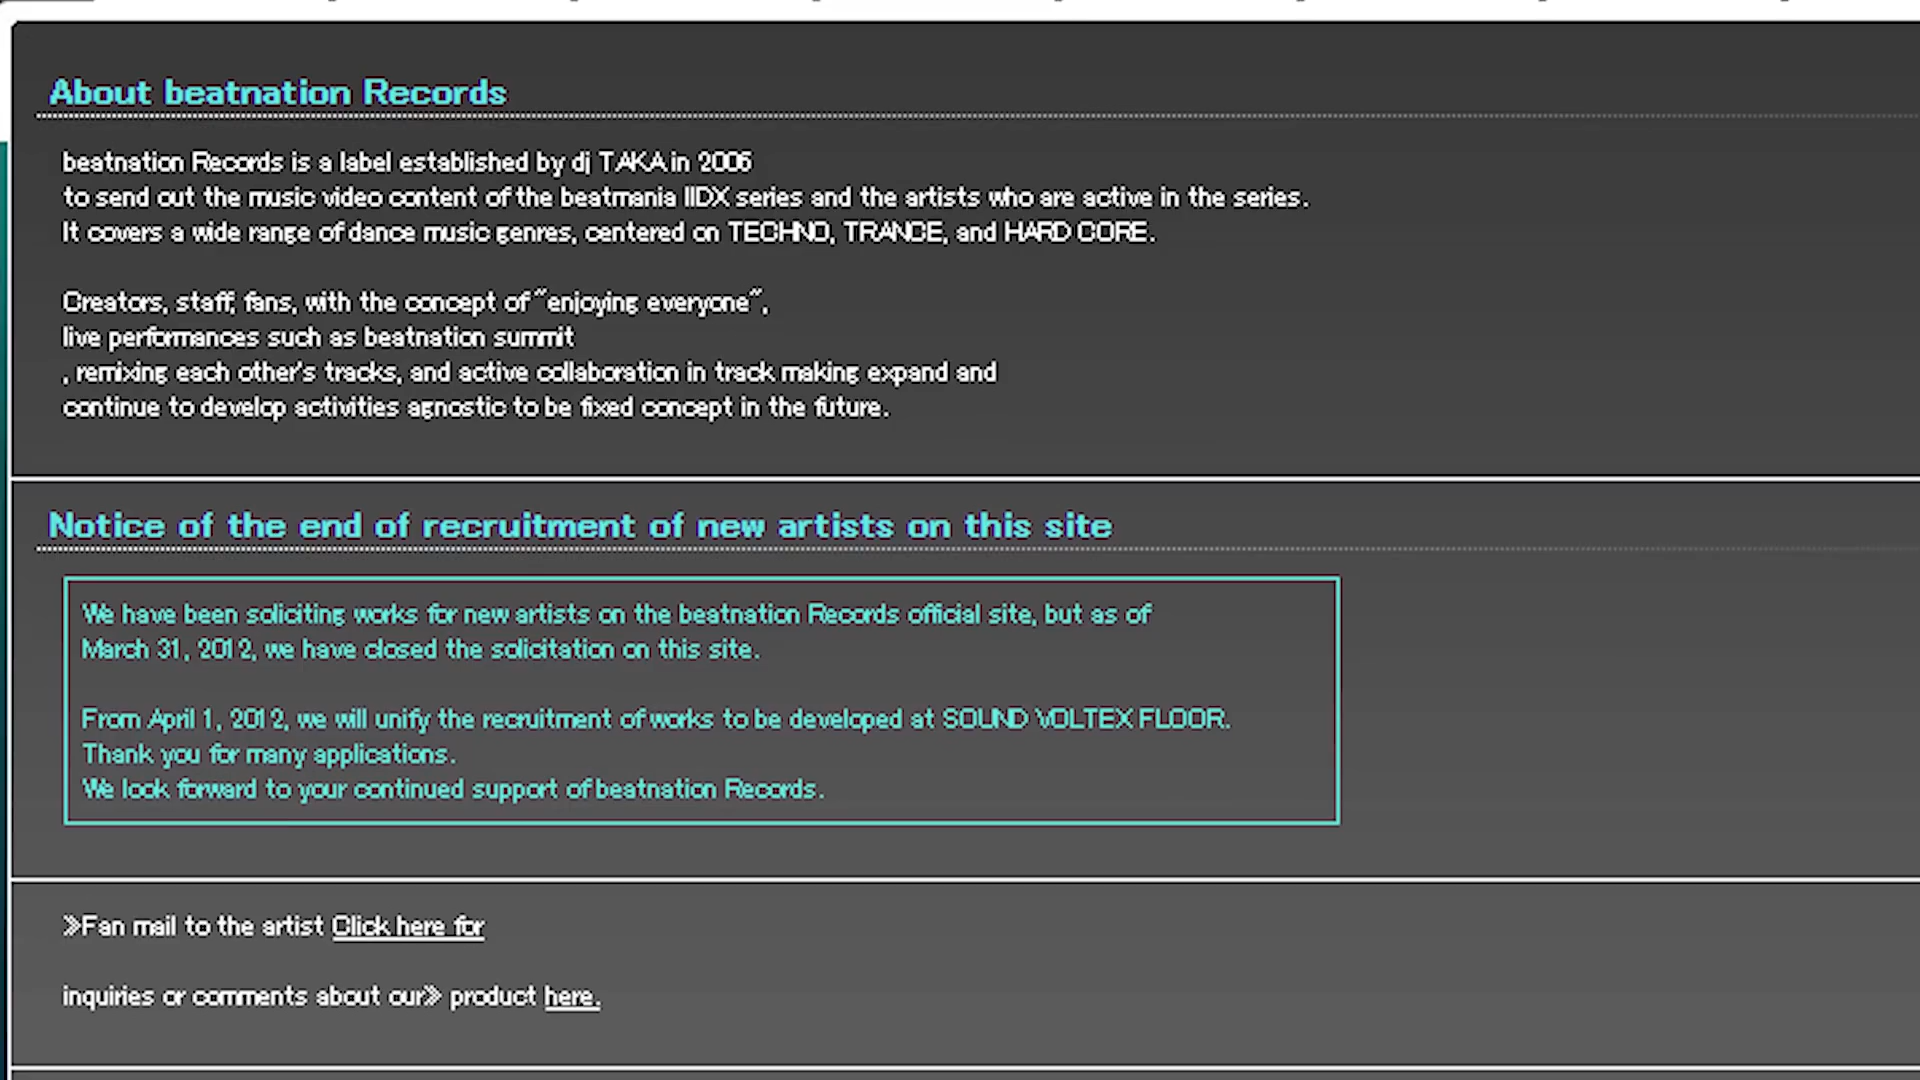 About beatnation Records
beatnation Records is a label established by dj TAKA in 2006
to send out the music video content of the beatmania IIDX series and the artists who are active in the series.
It covers a wide range of dance music genres, centered on TECHNO, TRANCE, and HARD CORE.
Creators, staff, fans, with the concept of "enjoying everyone",
live performances such as beatnation summit
, remixing each other's tracks, and active collaboration in track making expand and
continue to develop activities agnostic to be fixed concept in the future.
Notice of the end of recruitment of new artists on this site
We have been soliciting works for new artists on the beatnation Records official site, but as of
March 31, 2012, we have closed the solicitation on this site.
From April 1, 2012, we will unify the recruitment of works to be developed at SOUND VOLTEX FLOOR.
Thank you for many applications.
We look forward to your continued support of beatnation Records.
≫Fan mail to the artist Click here for
inquiries or comments about our≫ product here.